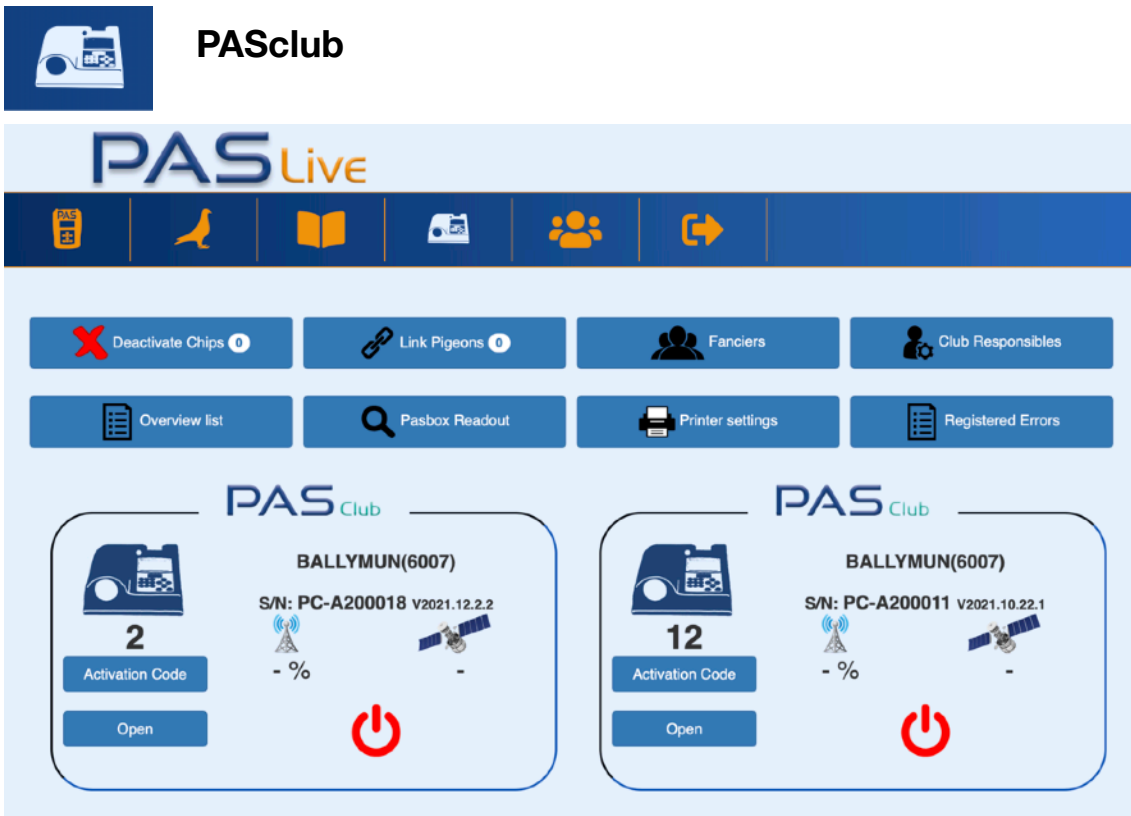 PASclub
PAS Live
PAS
Deactivate Chips 0
Link Pigeons 0
Fanciers
Club Responsibles
Overview list
Pasbox Readout
Printer settings
Registered Errors
PAS Club
BALLYMUN(6007)
S/N: PC-A200018 V2021.12.2.2
2
- %
-
Activation Code
Open
PAS Club
BALLYMUN(6007)
S/N: PC-A200011 V2021.10.22.1
12
- %
-
Activation Code
Open